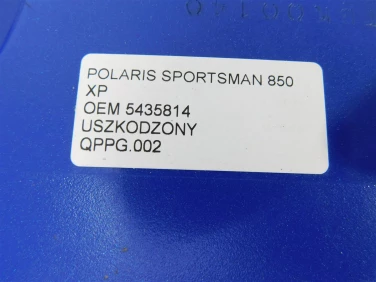 POLARIS SPORTSMAN 850
XP
OEM 5435814
USZKODZONY
QPPG.002